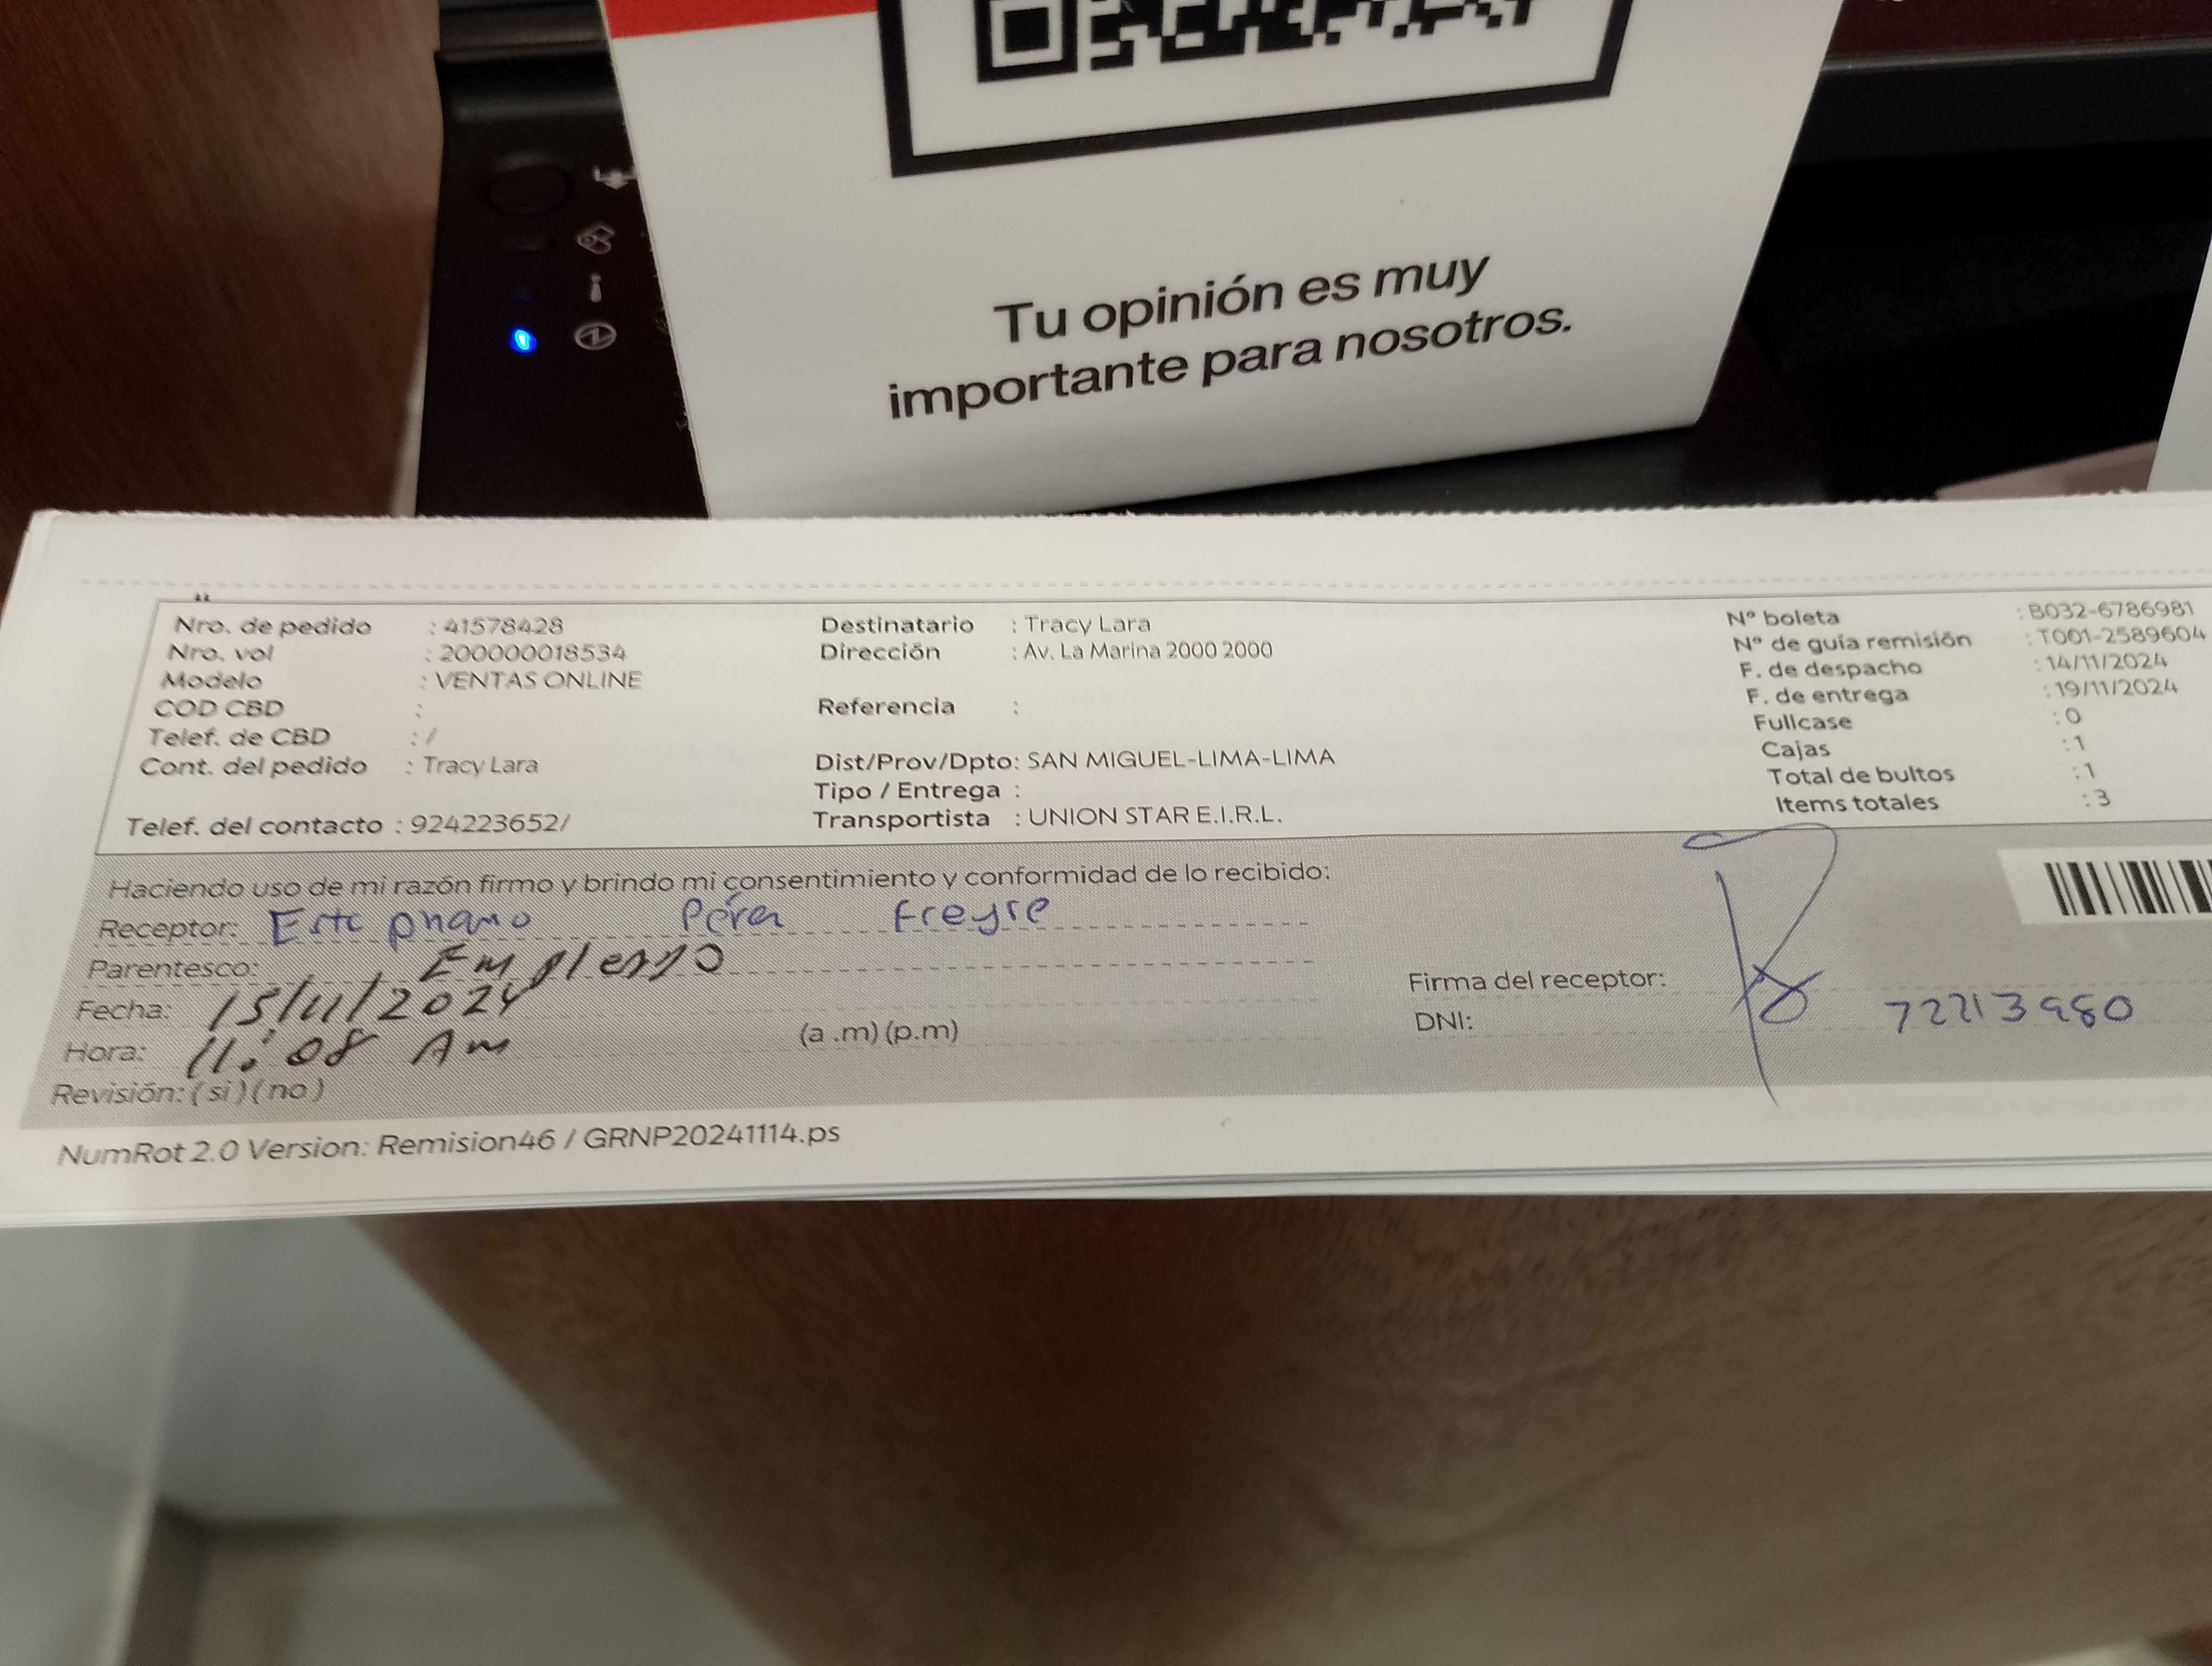 Tu opinión es muy
importante para nosotros.
Nro. de pedido : 41578428
Nro. vol : 200000018534
Modelo : VENTAS ONLINE
COD CBD :
Telef. de CBD : /
Cont. del pedido : Tracy Lara
Telef. del contacto : 924223652/
Destinatario : Tracy Lara
Dirección : Av. La Marina 2000 2000
Referencia :
Dist/Prov/Dpto: SAN MIGUEL-LIMA-LIMA
Tipo / Entrega :
Transportista : UNION STAR E.I.R.L.
Nº boleta : B032-6786981
Nº de guía remisión : T001-2589604
F. de despacho : 14/11/2024
F. de entrega : 19/11/2024
Fullcase : 0
Cajas : 1
Total de bultos : 1
Items totales : 3
Haciendo uso de mi razón firmo y brindo mi consentimiento y conformidad de lo recibido:
Receptor: Freyre
Parentesco:
Fecha: 15/11/2024
Hora: 11:08 Am (a .m) (p.m)
Revisión: (si) (no)
Firma del receptor:
DNI: 72213980
NumRot 2.0 Version: Remision46 / GRNP20241114.ps